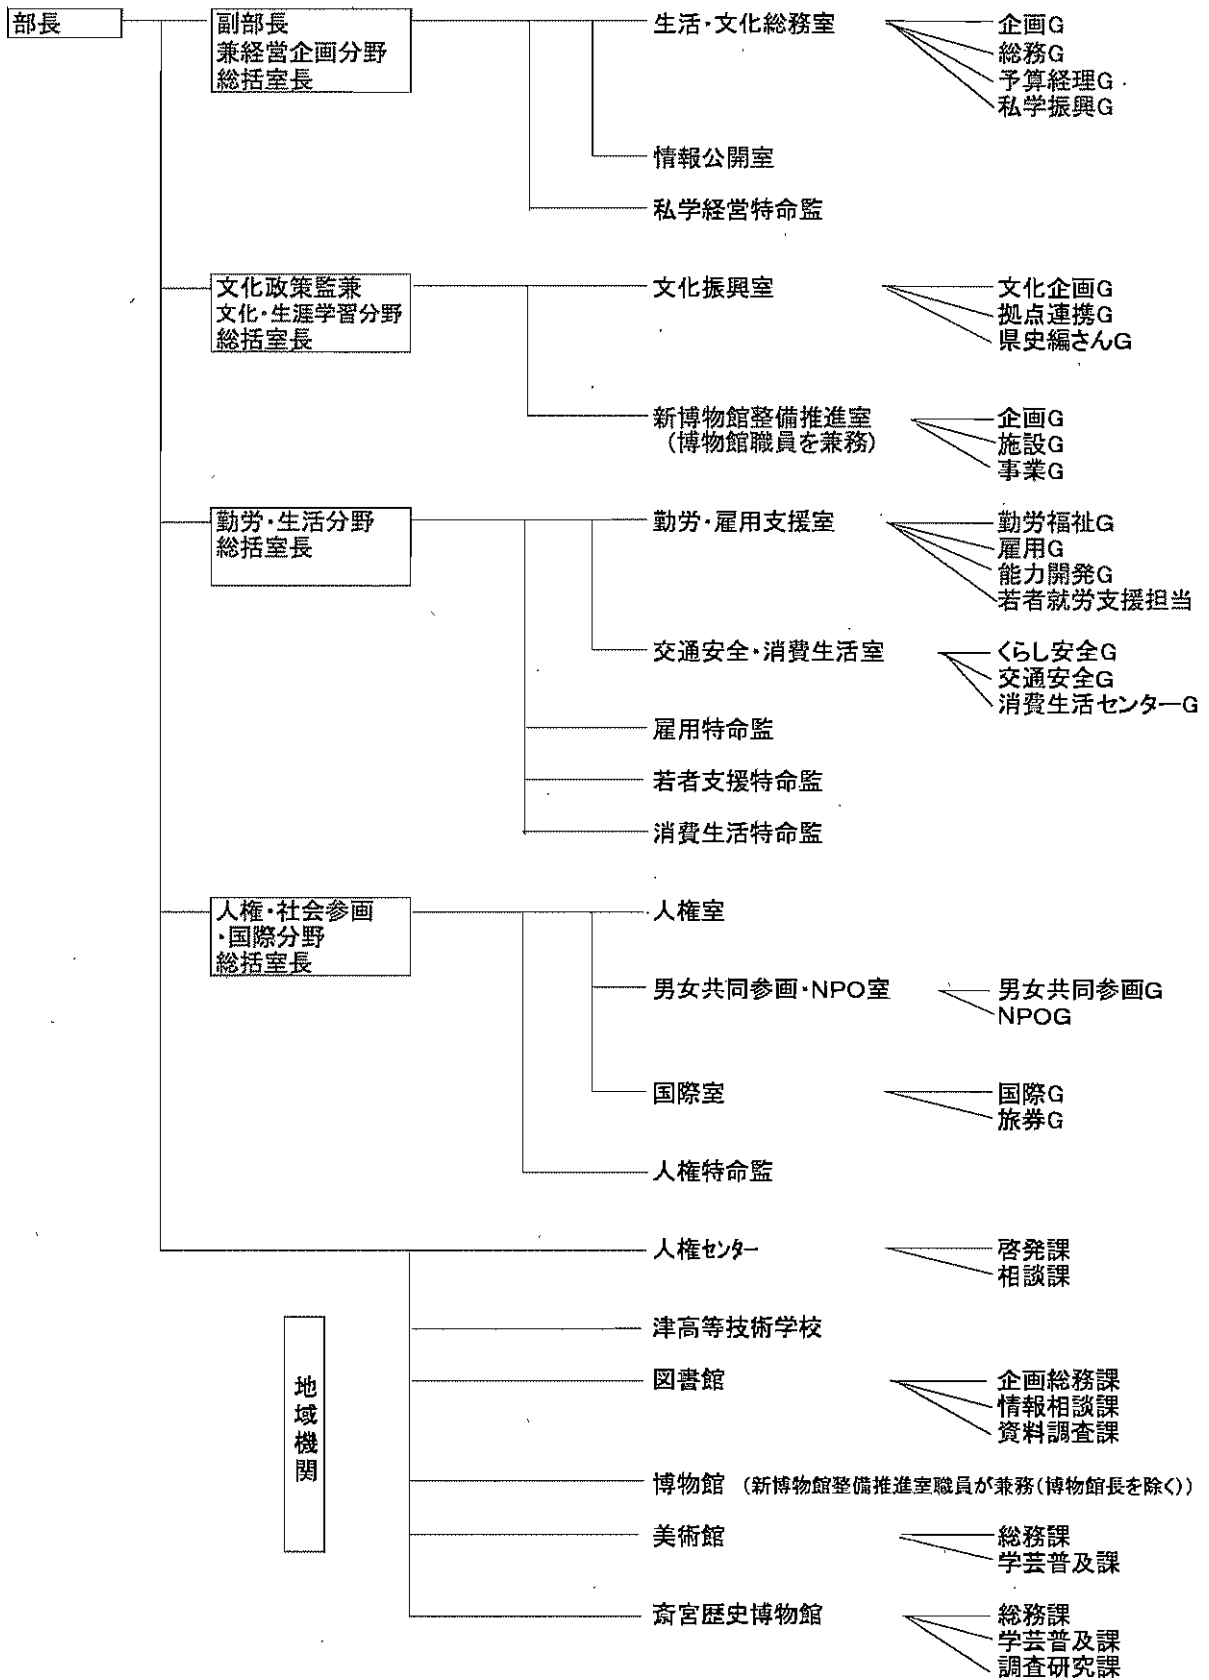 部長
副部長
兼経営企画分野
総括室長
生活・文化総務室
企画G
総務G
予算経理G
私学振興G
情報公開室
私学経営特命監
文化政策監兼
文化・生涯学習分野
総括室長
文化振興室
文化企画G
拠点連携G
県史編さんG
新博物館整備推進室
(博物館職員を兼務)
企画G
施設G
事業G
勤労・生活分野
総括室長
勤労・雇用支援室
勤労福祉G
雇用G
能力開発G
若者就労支援担当
交通安全・消費生活室
くらし安全G
交通安全G
消費生活センターG
雇用特命監
若者支援特命監
消費生活特命監
人権・社会参画
・国際分野
総括室長
人権室
男女共同参画・NPO室
男女共同参画G
NPOG
国際室
国際G
旅券G
人権特命監
人権センター
啓発課
相談課
地域機関
津高等技術学校
図書館
企画総務課
情報相談課
資料調査課
博物館 (新博物館整備推進室職員が兼務(博物館長を除く))
美術館
総務課
学芸普及課
斎宮歴史博物館
総務課
学芸普及課
調査研究課